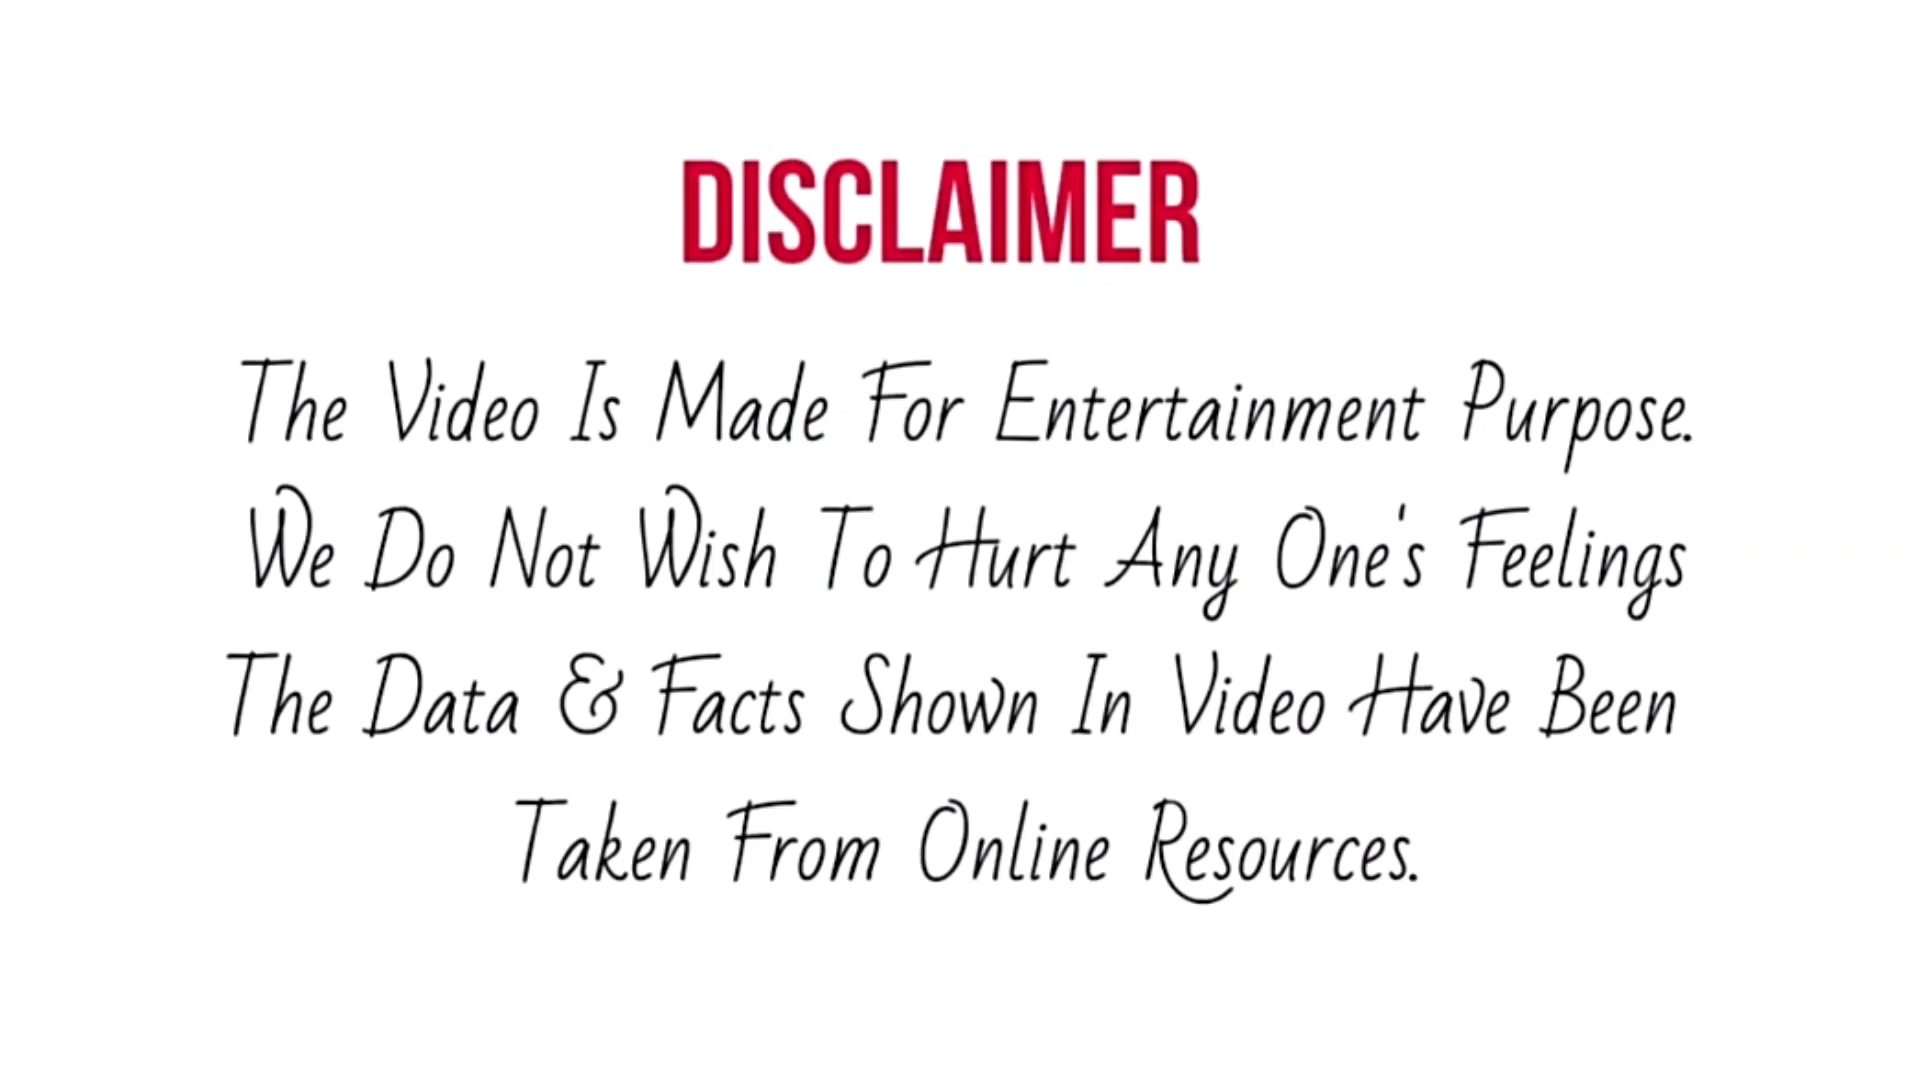 DISCLAIMER
The Video Is Made For Entertainment Purpose.
We Do Not Wish To Hurt Any One's Feelings
The Data & Facts Shown In Video Have Been
Taken From Online Resources.